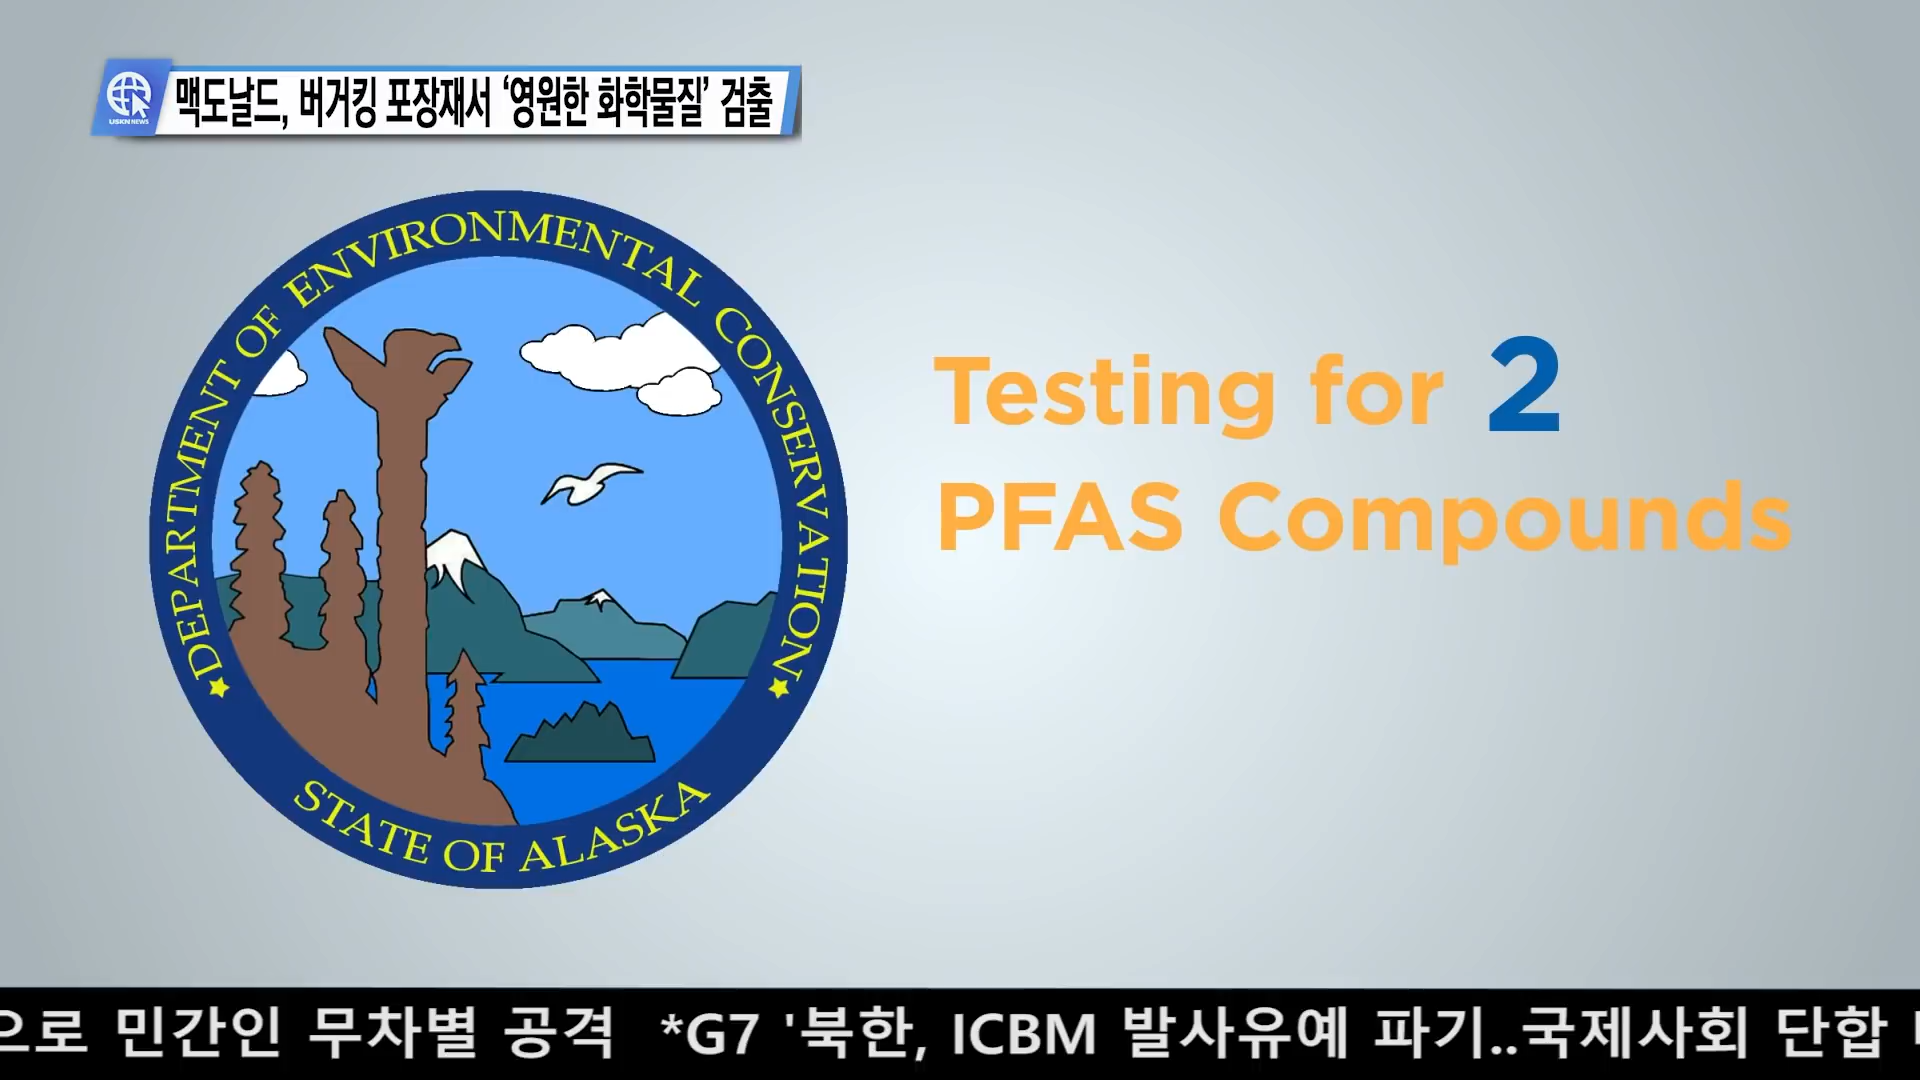 맥도날드, 버거킹 포장재서 ‘영원한 화학물질’ 검출
USKN NEWS
DEPARTMENT OF ENVIRONMENTAL CONSERVATION
STATE OF ALASKA
Testing for 2
PFAS Compounds
으로 민간인 무차별 공격 *G7 '북한, ICBM 발사유예 파기..국제사회 단합